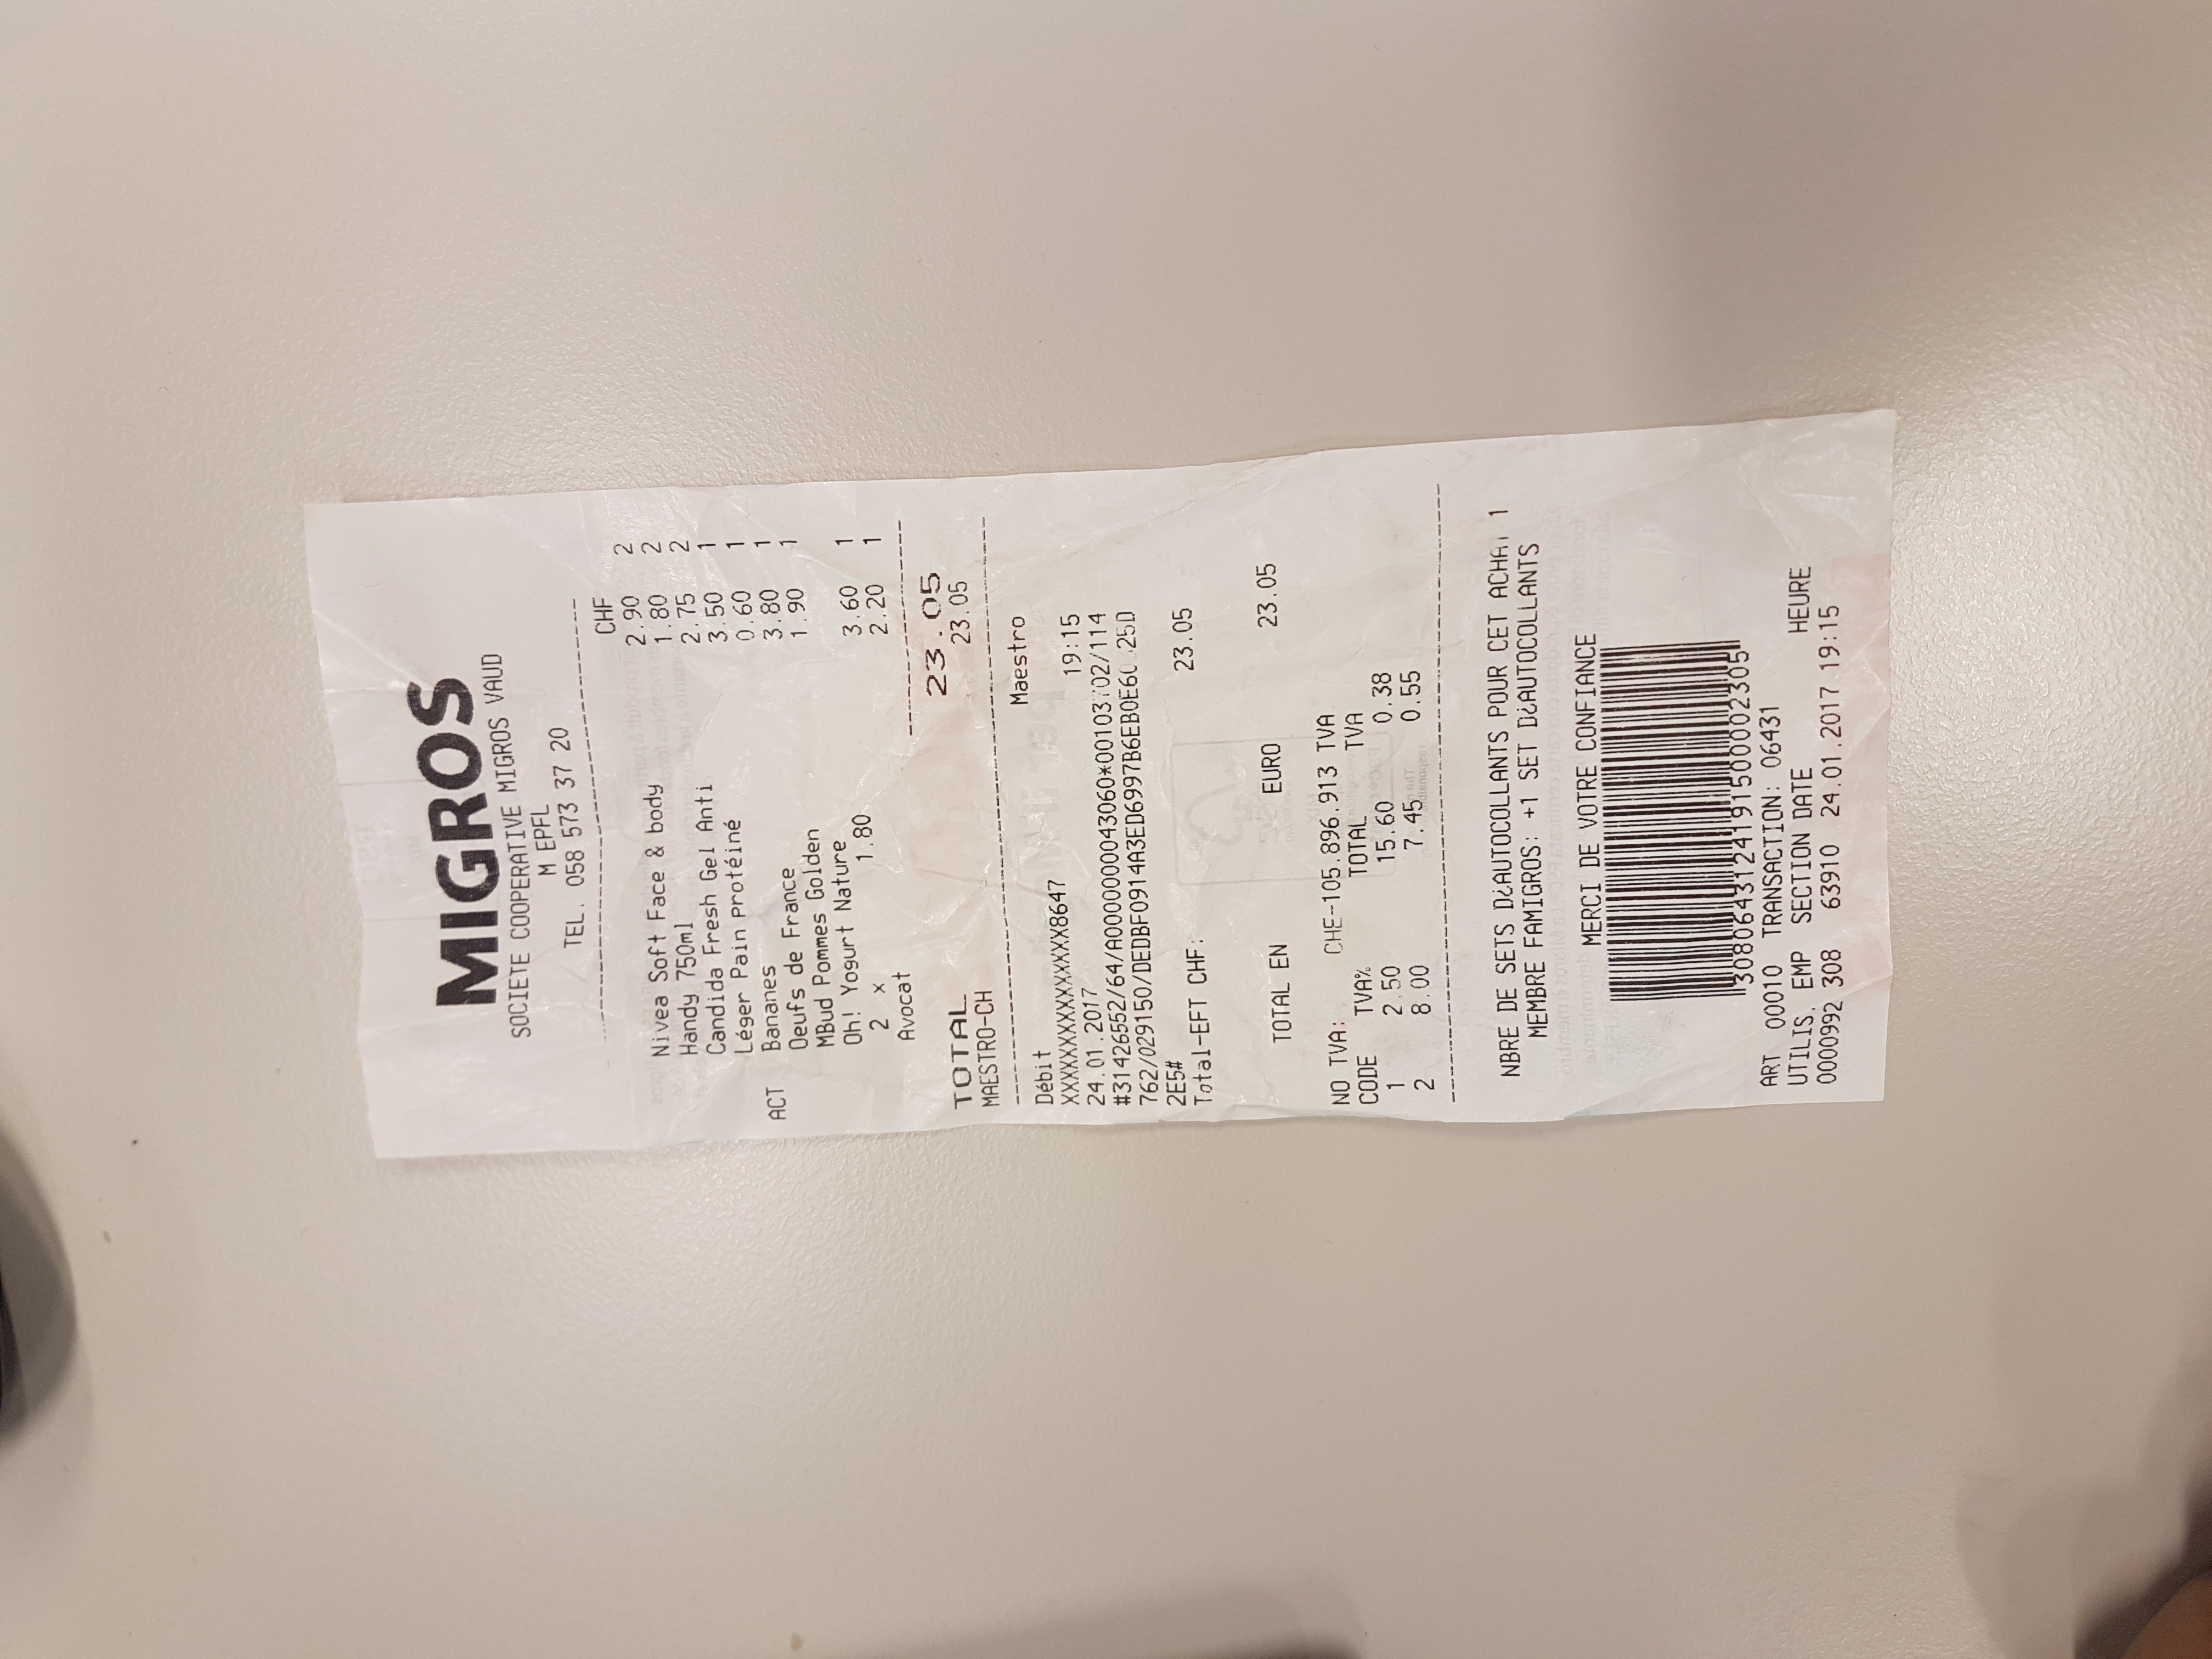 MIGROS
SOCIETE COOPERATIVE MIGROS VAUD
M EPFL
TEL. 058 573 37 20
CHF
Nivea Soft Face & body 2.90 2
Handy 750ml 1.80 2
Candida Fresh Gel Anti 2.75 2
Léger Pain Protéiné 3.50 1
ACT Bananes 0.60 1
Oeufs de France 3.80 1
MBud Pommes Golden 1.90 1
Oh! Yogurt Nature
2 x 1.80 3.60 1
Avocat 2.20 1
TOTAL 23.05
MAESTRO-CH 23.05
Débit Maestro
XXXXXXXXXXXXXXX8647
24.01.2017 19:15
2E5#
Total-EFT CHF: 23.05
TOTAL EN EURO 23.05
NO TVA: CHE-105.896.913 TVA
CODE TVA% TOTAL TVA
1 2.50 15.60 0.38
2 8.00 7.45 0.55
NBRE DE SETS D¿AUTOCOLLANTS POUR CET ACHAT 1
MEMBRE FAMIGROS: +1 SET D¿AUTOCOLLANTS
MERCI DE VOTRE CONFIANCE
3080643124191500002305
ART 00010 TRANSACTION: 06431
UTILIS. EMP SECTION DATE HEURE
0000992 308 63910 24.01.2017 19:15